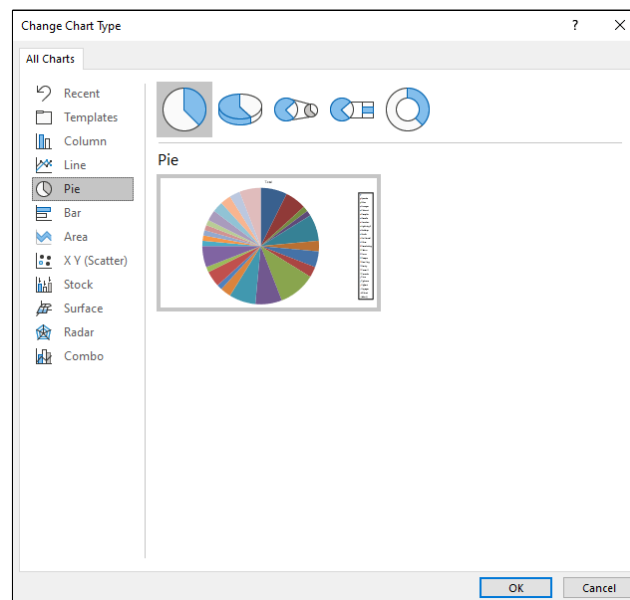 Change Chart Type
All Charts
Recent
Templates
Column
Line
Pie
Bar
Area
X Y (Scatter)
Stock
Surface
Radar
Combo
Pie
OK
Cancel